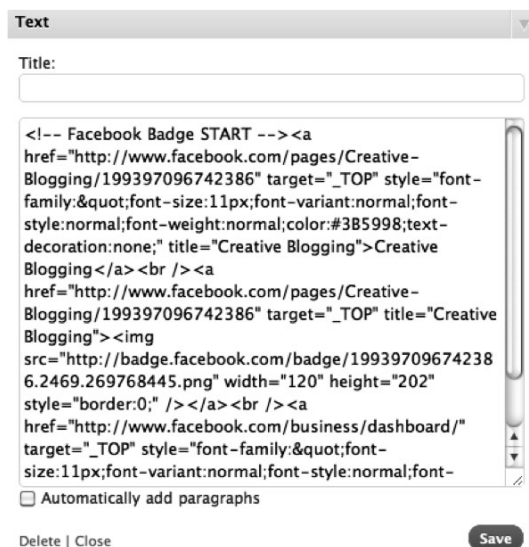 Text
Title:
<!-- Facebook Badge START --><a
href="http://www.facebook.com/pages/Creative-
Blogging/199397096742386" target="_TOP" style="font-
family:&quot;font-size:11px;font-variant:normal;font-
style:normal;font-weight:normal;color:#3B5998;text-
decoration:none;" title="Creative Blogging">Creative
Blogging</a><br /><a
href="http://www.facebook.com/pages/Creative-
Blogging/199397096742386" target="_TOP" title="Creative
Blogging"><img
src="http://badge.facebook.com/badge/19939709674238
6.2469.269768445.png" width="120" height="202"
style="border:0;" /></a><br /><a
href="http://www.facebook.com/business/dashboard/"
target="_TOP" style="font-family:&quot;font-
size:11px;font-variant:normal;font-style:normal;font-
Automatically add paragraphs
Delete | Close
Save